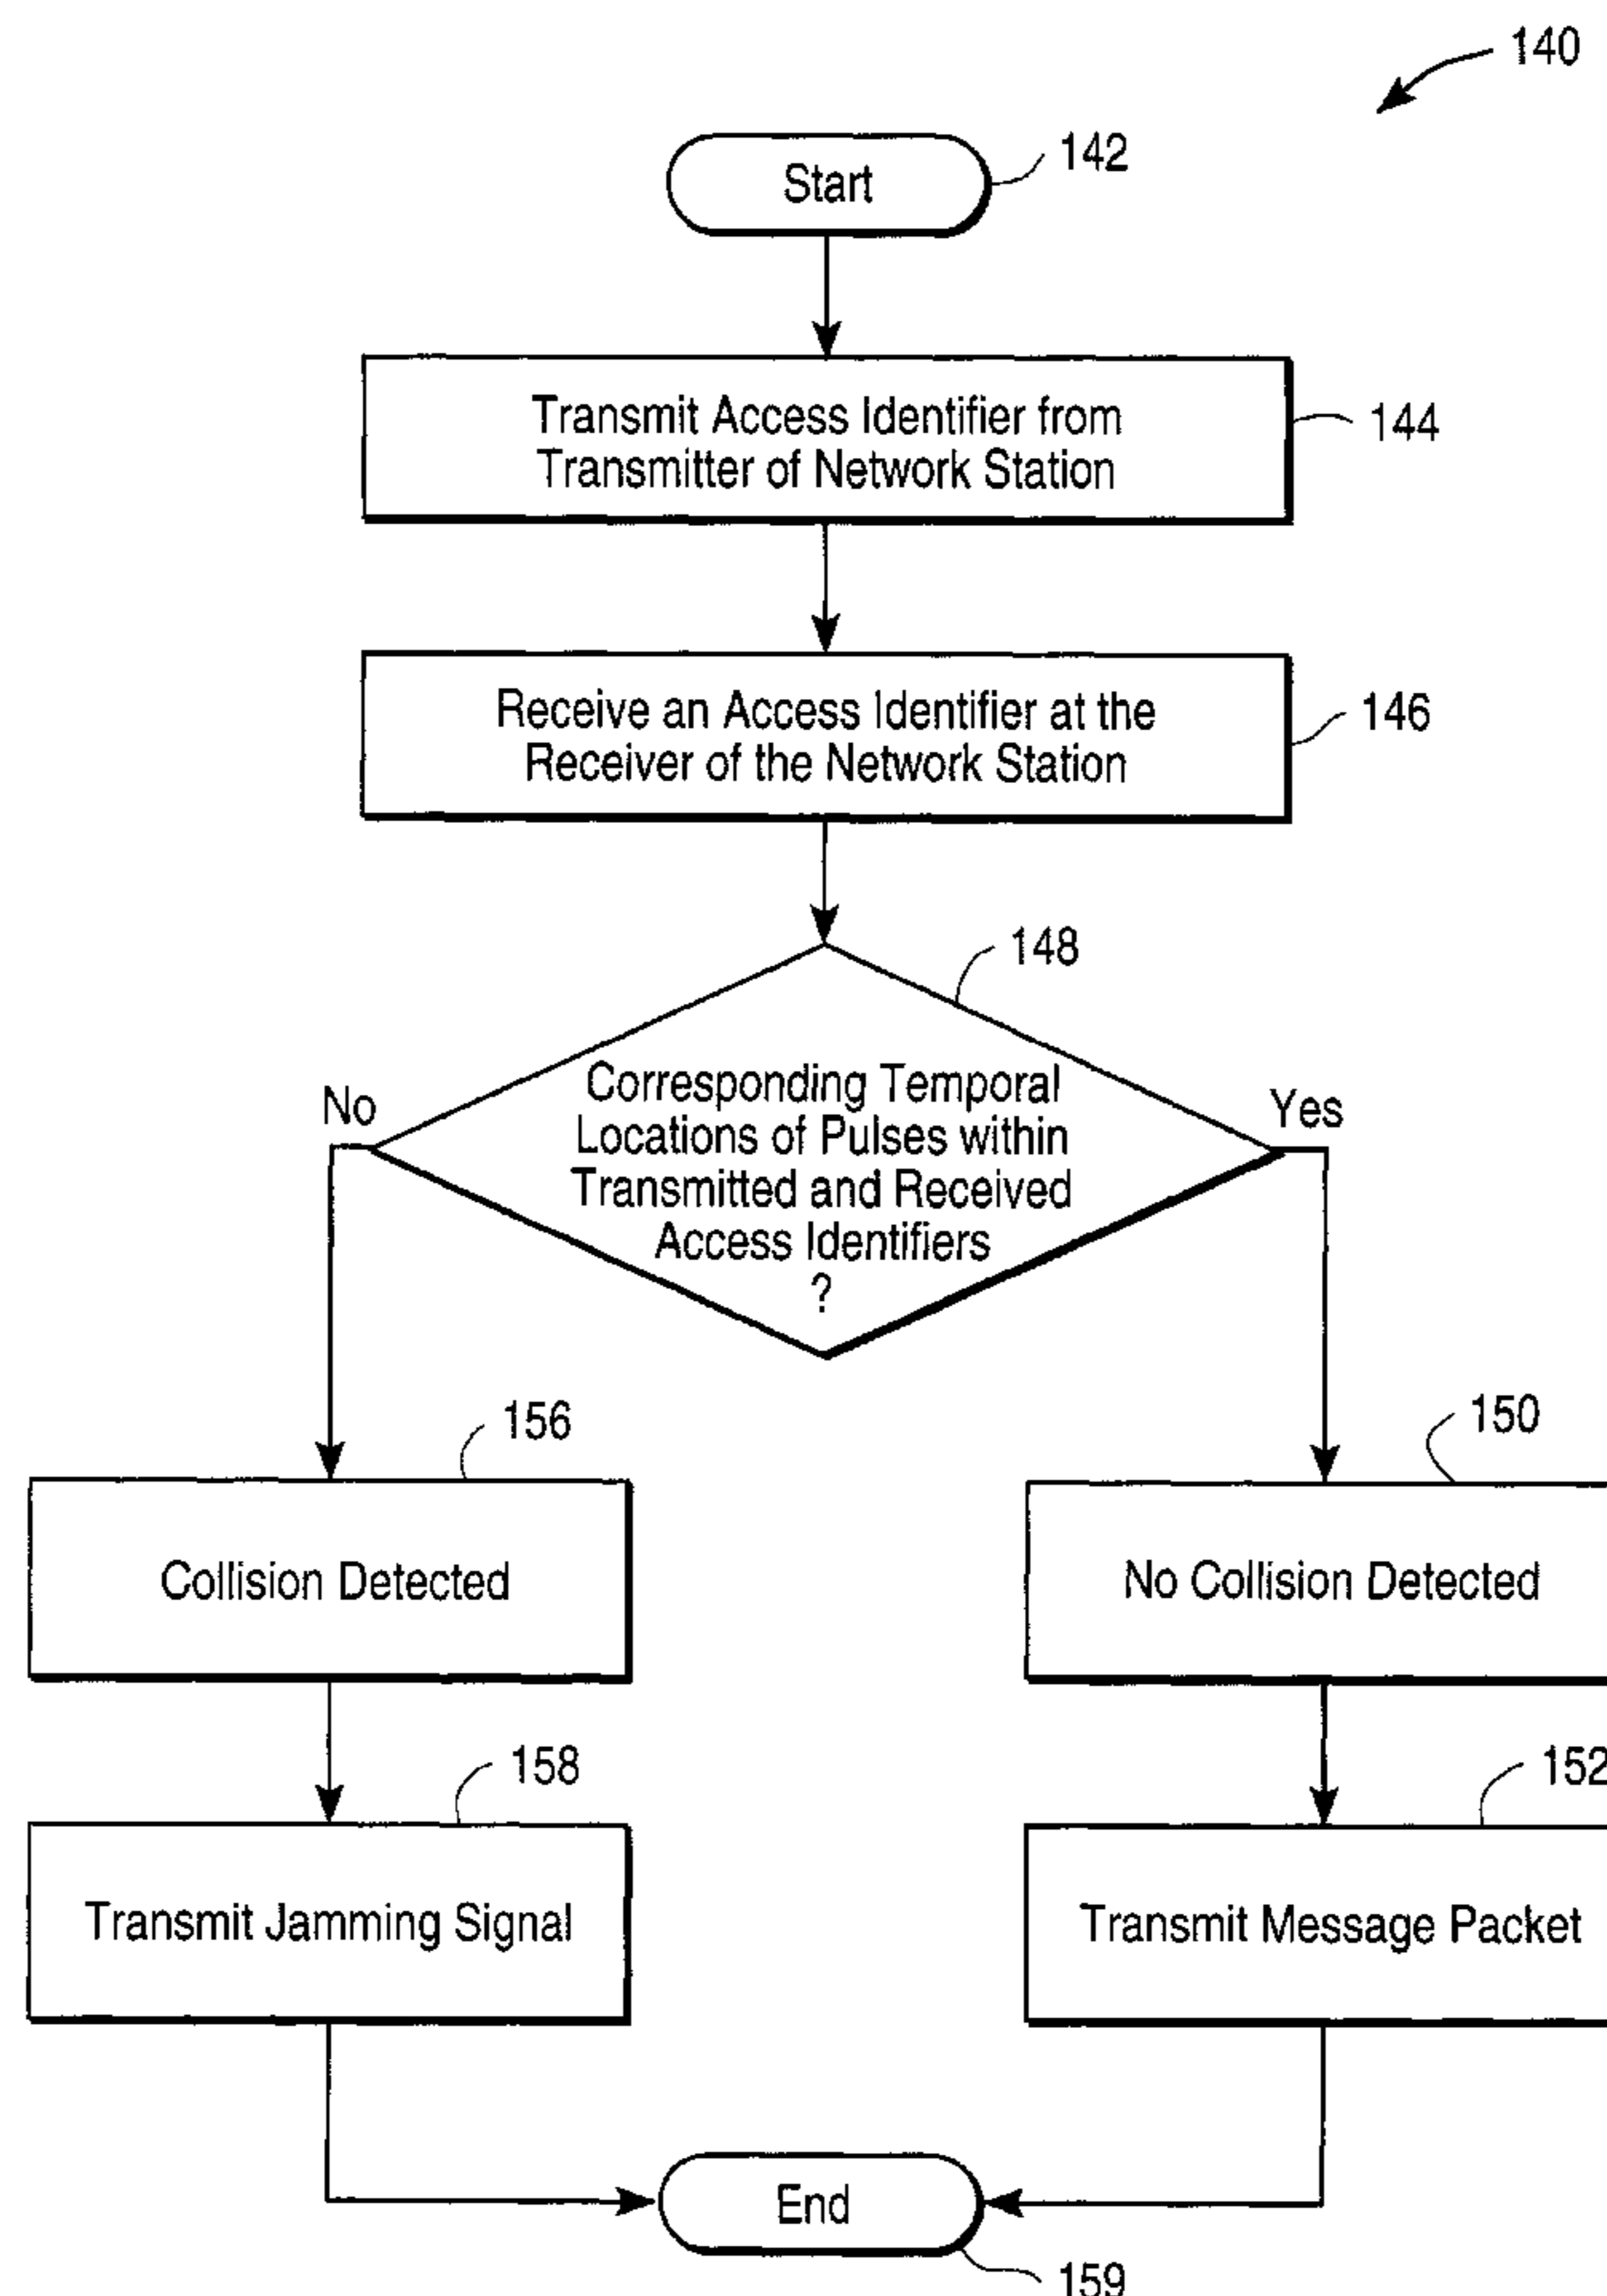 140
Start
142
Transmit Access Identifier from
Transmitter of Network Station
144
Receive an Access Identifier at the
Receiver of the Network Station
146
148
No
Yes
Corresponding Temporal
Locations of Pulses within
Transmitted and Received
Access Identifiers
?
156
150
Collision Detected
No Collision Detected
158
152
Transmit Jamming Signal
Transmit Message Packet
End
159